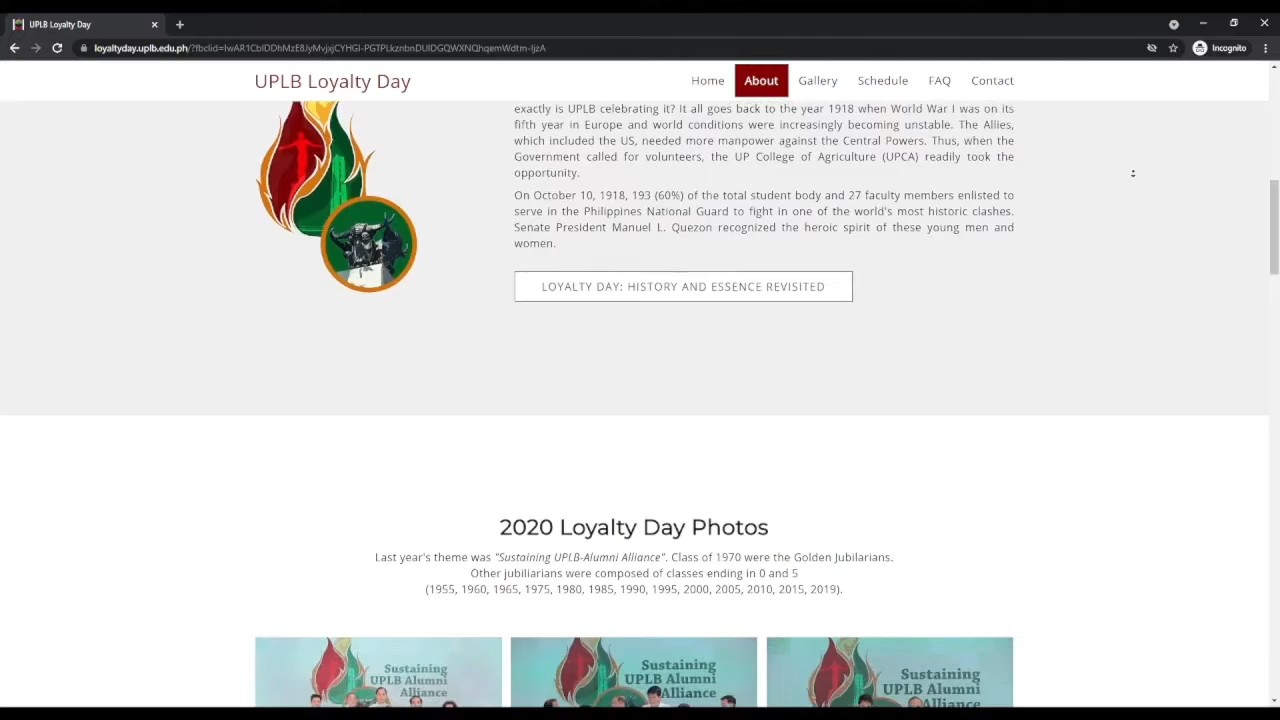 UPLB Loyalty Day
loyaltyday.uplb.edu.ph/?fbclid=IwAR1CbIDDhMzE8JyMvjxjCYHGI-PGTPLkznbnDUIDGQWXNQhqemWdtm-IjzA
Incognito
UPLB Loyalty Day
Home
About
Gallery
Schedule
FAQ
Contact
exactly is UPLB celebrating it? It all goes back to the year 1918 when World War I was on its
fifth year in Europe and world conditions were increasingly becoming unstable. The Allies,
which included the US, needed more manpower against the Central Powers. Thus, when the
Government called for volunteers, the UP College of Agriculture (UPCA) readily took the
opportunity.
On October 10, 1918, 193 (60%) of the total student body and 27 faculty members enlisted to
serve in the Philippines National Guard to fight in one of the world's most historic clashes.
Senate President Manuel L. Quezon recognized the heroic spirit of these young men and
women.
LOYALTY DAY: HISTORY AND ESSENCE REVISITED
2020 Loyalty Day Photos
Last year's theme was "Sustaining UPLB-Alumni Alliance". Class of 1970 were the Golden Jubilarians.
Other jubiliarians were composed of classes ending in 0 and 5
(1955, 1960, 1965, 1975, 1980, 1985, 1990, 1995, 2000, 2005, 2010, 2015, 2019).
Sustaining
UPLB Alumni
Alliance
Sustaining
UPLB Alumni
Alliance
Sustaining
UPLB Alumni
Alliance